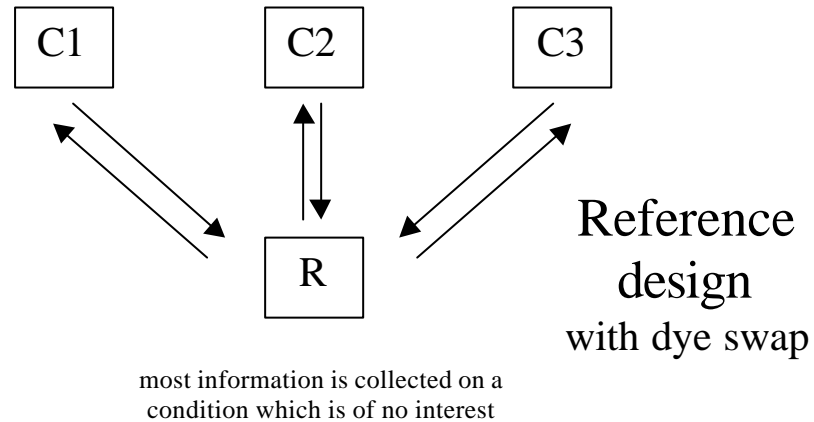 C1
C2
C3
R
Reference
design
with dye swap
most information is collected on a
condition which is of no interest